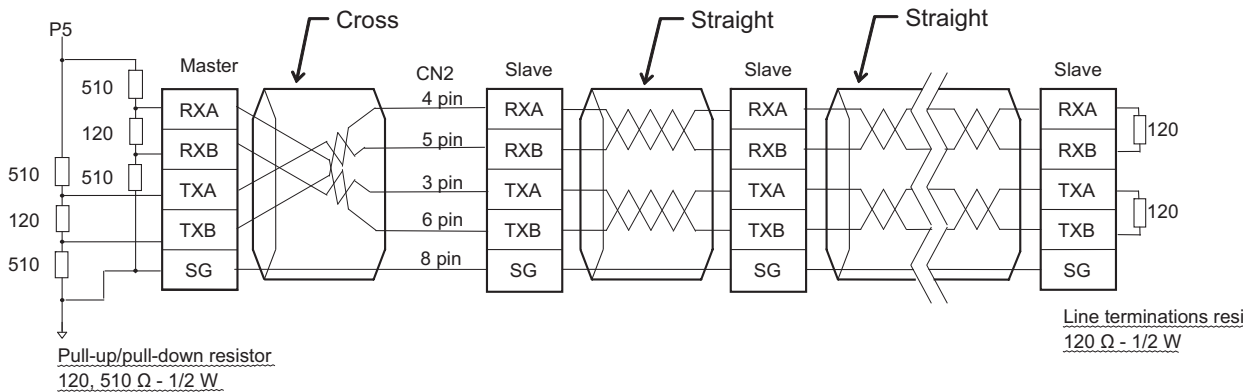 Cross
Straight
Straight
P5
Master
CN2
Slave
Slave
Slave
510
120
510
510
120
510
RXA
RXB
TXA
TXB
SG
4 pin
5 pin
3 pin
6 pin
8 pin
RXA
RXB
TXA
TXB
SG
RXA
RXB
TXA
TXB
SG
RXA
RXB
TXA
TXB
SG
120
120
Pull-up/pull-down resistor
120, 510 Ω - 1/2 W
Line terminations resi
120 Ω - 1/2 W